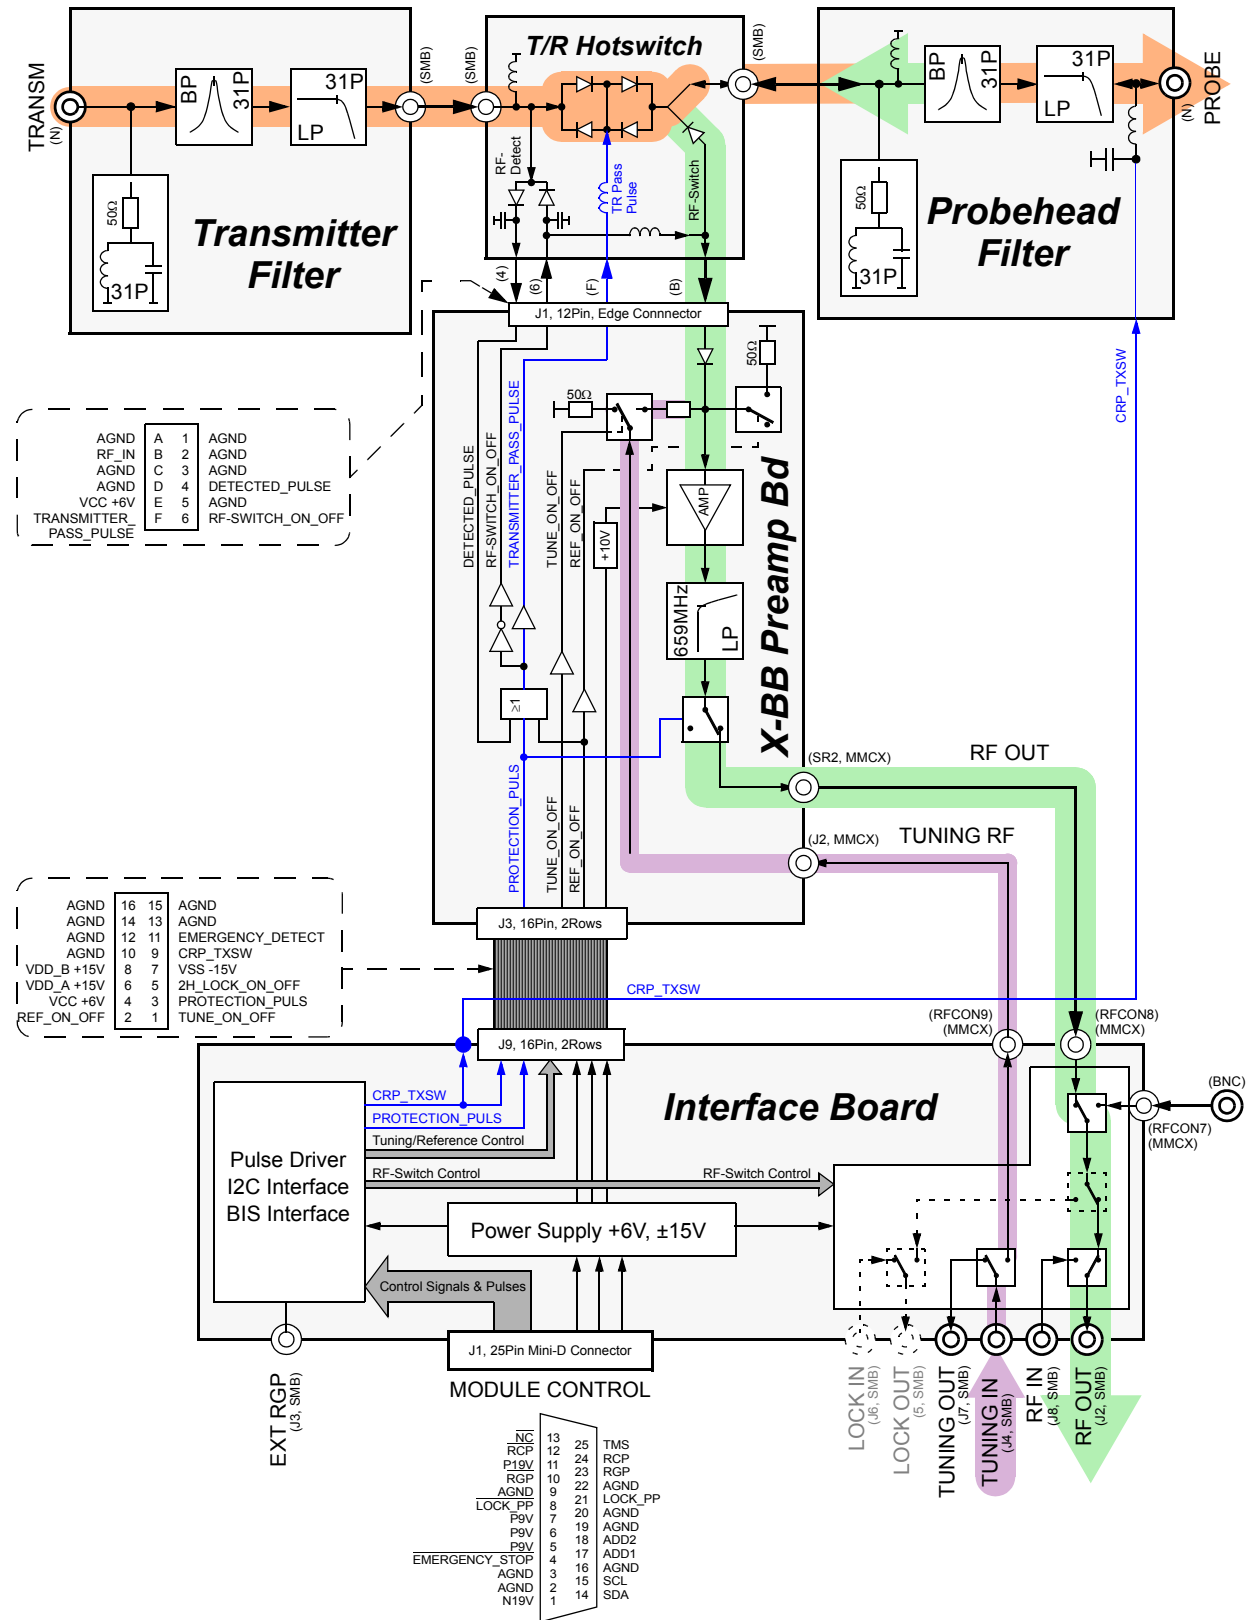 TRANSM
(N)
BP
31P
31P
LP
(SMB)
50Ω
31P
Transmitter
Filter
(SMB)
T/R Hotswitch
(SMB)
RF-
Detect
TR Pass
Pulse
RF-Switch
(4)
(6)
(F)
(B)
BP
31P
31P
LP
PROBE
(N)
50Ω
31P
Probehead
Filter
CRP_TXSW
J1, 12Pin, Edge Connnector
AGND A 1 AGND
RF_IN B 2 AGND
AGND C 3 AGND
AGND D 4 DETECTED_PULSE
VCC +6V E 5 AGND
TRANSMITTER_ F 6 RF-SWITCH_ON_OFF
PASS_PULSE
DETECTED_PULSE
RF-SWITCH_ON_OFF
TRANSMITTER_PASS_PULSE
TUNE_ON_OFF
REF_ON_OFF
+10V
50Ω
50Ω
AMP
659MHz
LP
X-BB Preamp Bd
≥1
PROTECTION_PULS
TUNE_ON_OFF
REF_ON_OFF
(SR2, MMCX)
RF OUT
(J2, MMCX)
TUNING RF
J3, 16Pin, 2Rows
AGND 16 15 AGND
AGND 14 13 AGND
AGND 12 11 EMERGENCY_DETECT
AGND 10 9 CRP_TXSW
VDD_B +15V 8 7 VSS -15V
VDD_A +15V 6 5 2H_LOCK_ON_OFF
VCC +6V 4 3 PROTECTION_PULS
REF_ON_OFF 2 1 TUNE_ON_OFF
CRP_TXSW
(RFCON9)
(MMCX)
(RFCON8)
(MMCX)
J9, 16Pin, 2Rows
CRP_TXSW
PROTECTION_PULS
Tuning/Reference Control
RF-Switch Control
RF-Switch Control
Interface Board
(BNC)
(RFCON7)
(MMCX)
Pulse Driver
I2C Interface
BIS Interface
Power Supply +6V, ±15V
Control Signals & Pulses
J1, 25Pin Mini-D Connector
MODULE CONTROL
EXT RGP
(J3, SMB)
LOCK IN
(J6, SMB)
LOCK OUT
(5, SMB)
TUNING OUT
(J7, SMB)
TUNING IN
(J4, SMB)
RF IN
(J8, SMB)
RF OUT
(J2, SMB)
NC 13
25 TMS
RCP 12
24 RCP
P19V 11
23 RGP
RGP 10
22 AGND
AGND 9
21 LOCK_PP
LOCK_PP 8
20 AGND
P9V 7
19 AGND
P9V 6
18 ADD2
P9V 5
17 ADD1
EMERGENCY_STOP 4
16 AGND
AGND 3
15 SCL
AGND 2
14 SDA
N19V 1